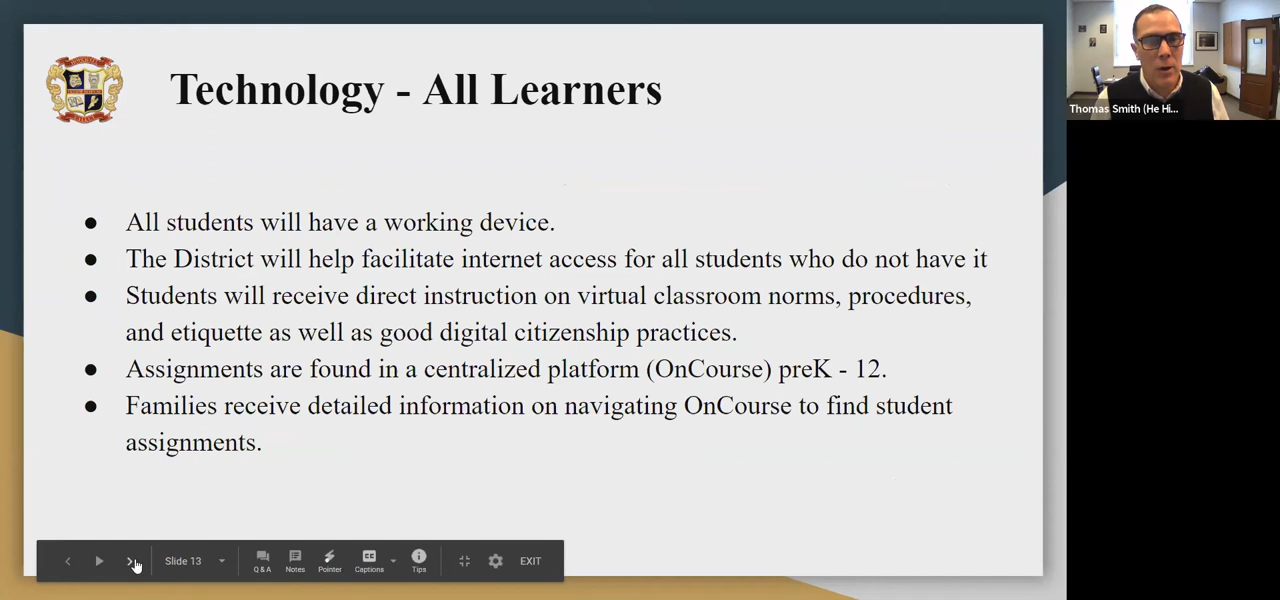 Technology - All Learners
Thomas Smith (He Hi...
● All students will have a working device.
● The District will help facilitate internet access for all students who do not have it
● Students will receive direct instruction on virtual classroom norms, procedures,
and etiquette as well as good digital citizenship practices.
● Assignments are found in a centralized platform (OnCourse) preK - 12.
● Families receive detailed information on navigating OnCourse to find student
assignments.
Slide 13
Q & A
Notes
Pointer
CC
Captions
Tips
EXIT